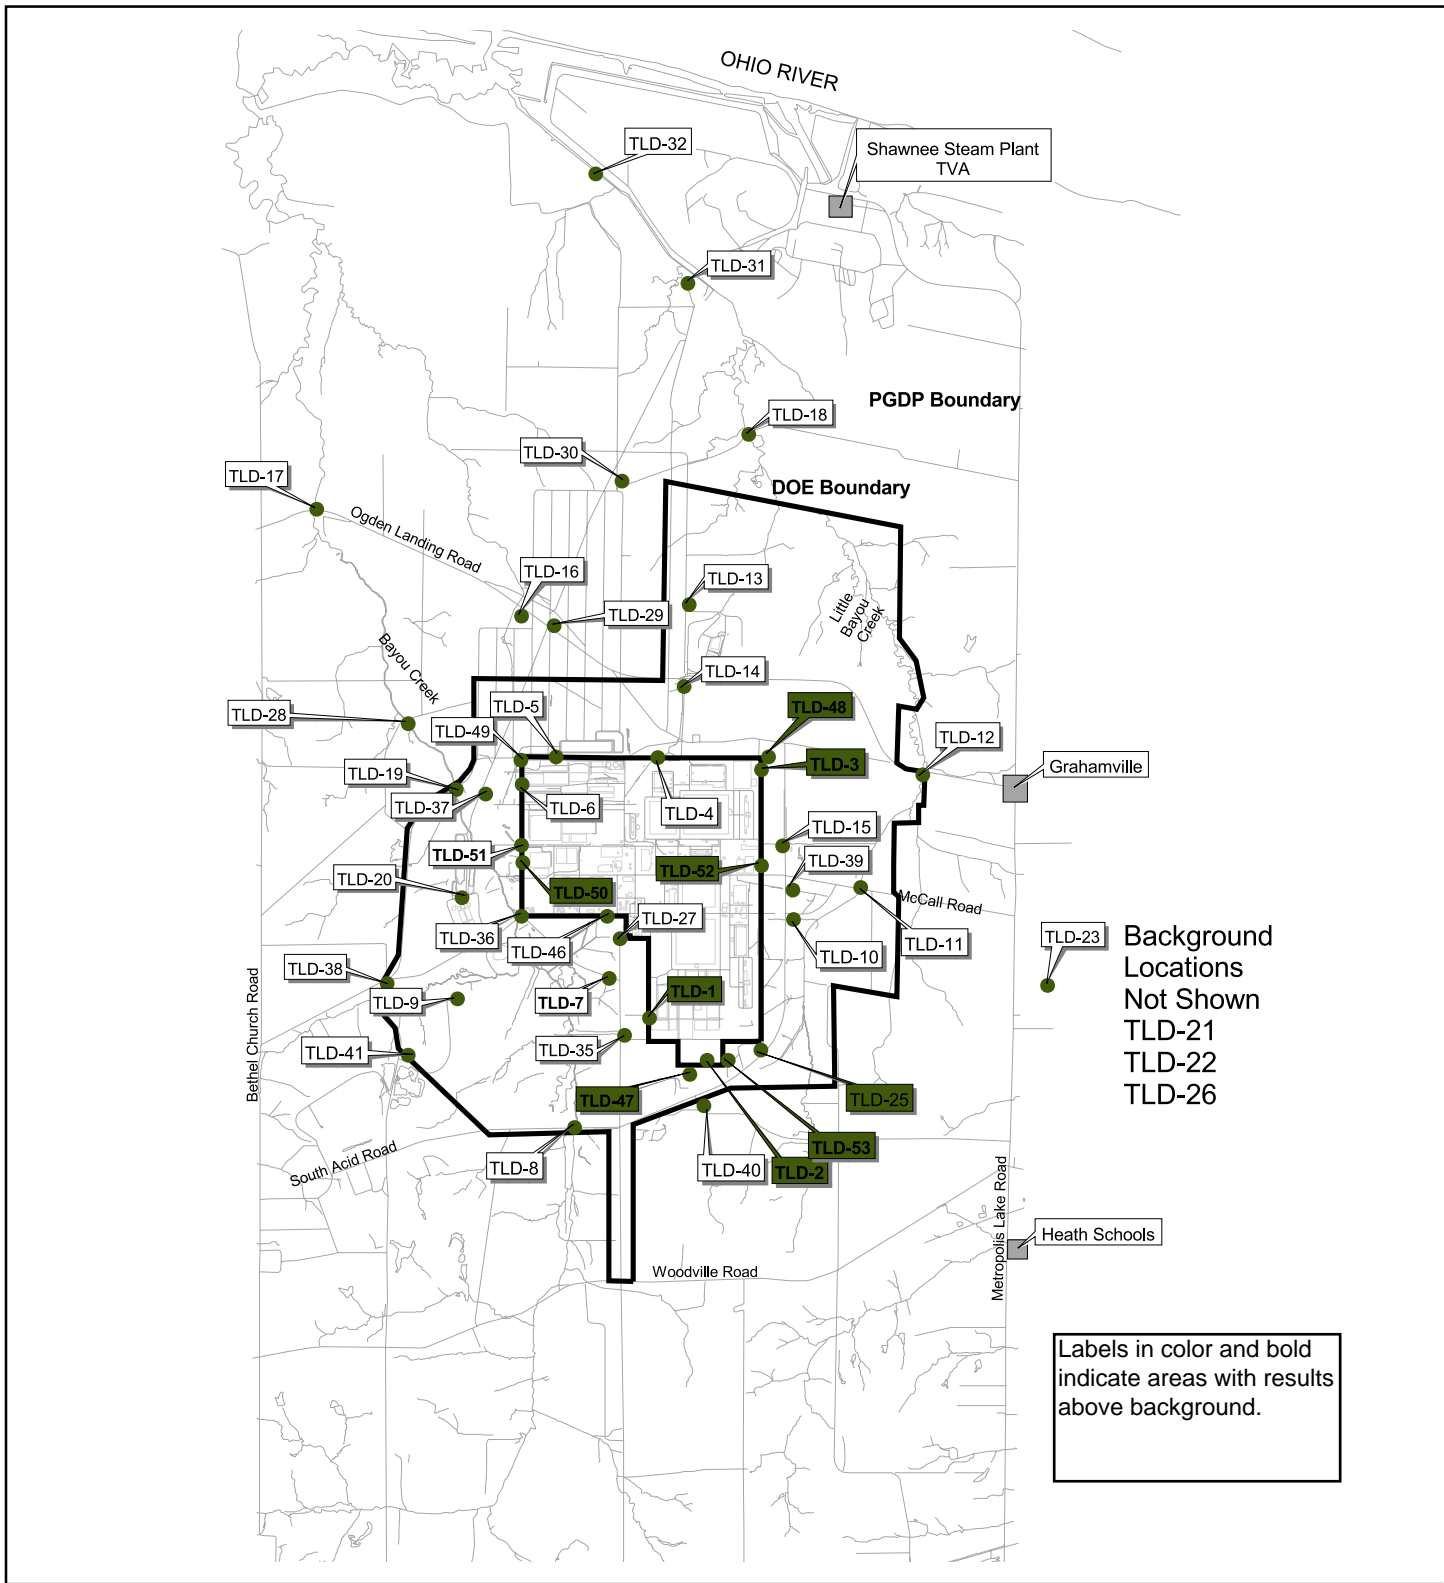 OHIO RIVER
TLD-32
Shawnee Steam Plant
TVA
TLD-31
PGDP Boundary
TLD-18
TLD-30
TLD-17
DOE Boundary
Ogden Landing Road
TLD-16
TLD-13
TLD-29
Little
Bayou
Creek
Bayou Creek
TLD-14
TLD-28
TLD-5
TLD-48
TLD-49
TLD-12
TLD-3
Grahamville
TLD-19
TLD-37
TLD-6
TLD-4
TLD-15
TLD-51
TLD-39
TLD-52
TLD-20
TLD-50
McCall Road
TLD-36
TLD-46
TLD-27
TLD-10
TLD-11
TLD-23
Background
Locations
Not Shown
TLD-21
TLD-22
TLD-26
TLD-38
TLD-9
TLD-7
TLD-1
Bethel Church Road
TLD-41
TLD-35
TLD-47
TLD-25
TLD-53
South Acid Road
TLD-8
TLD-40
TLD-2
Metropolis Lake Road
Heath Schools
Woodville Road
Labels in color and bold
indicate areas with results
above background.